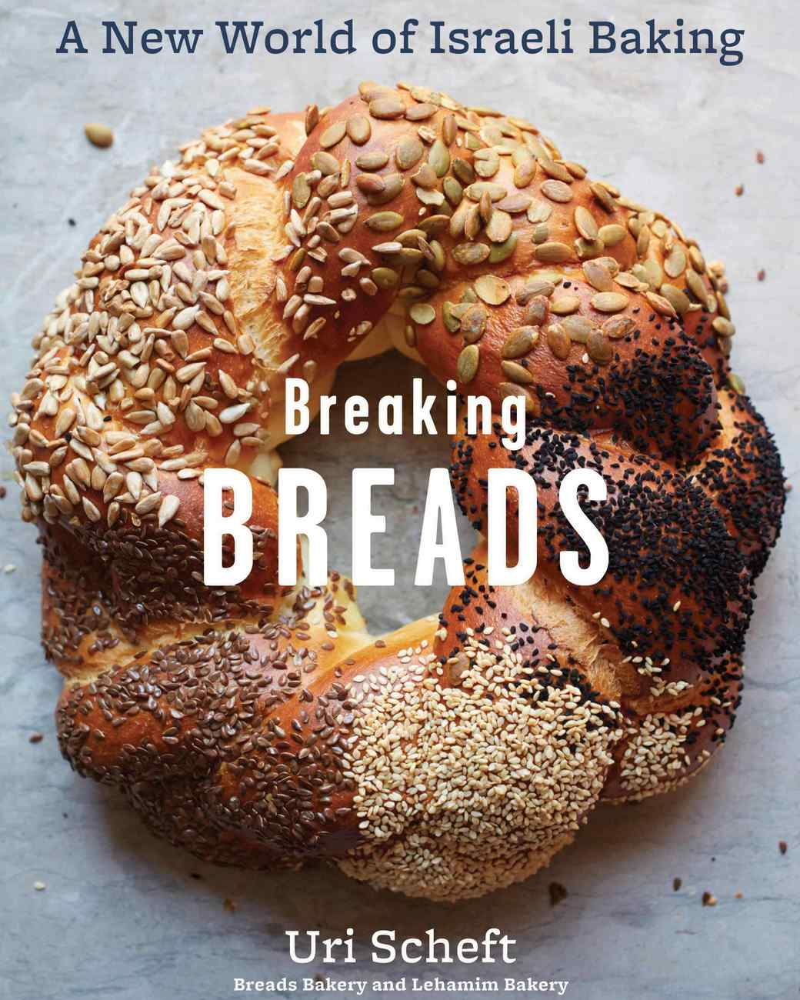 A New World of Israeli Baking
Breaking
BREADS
Uri Scheft
Breads Bakery and Lehamim Bakery